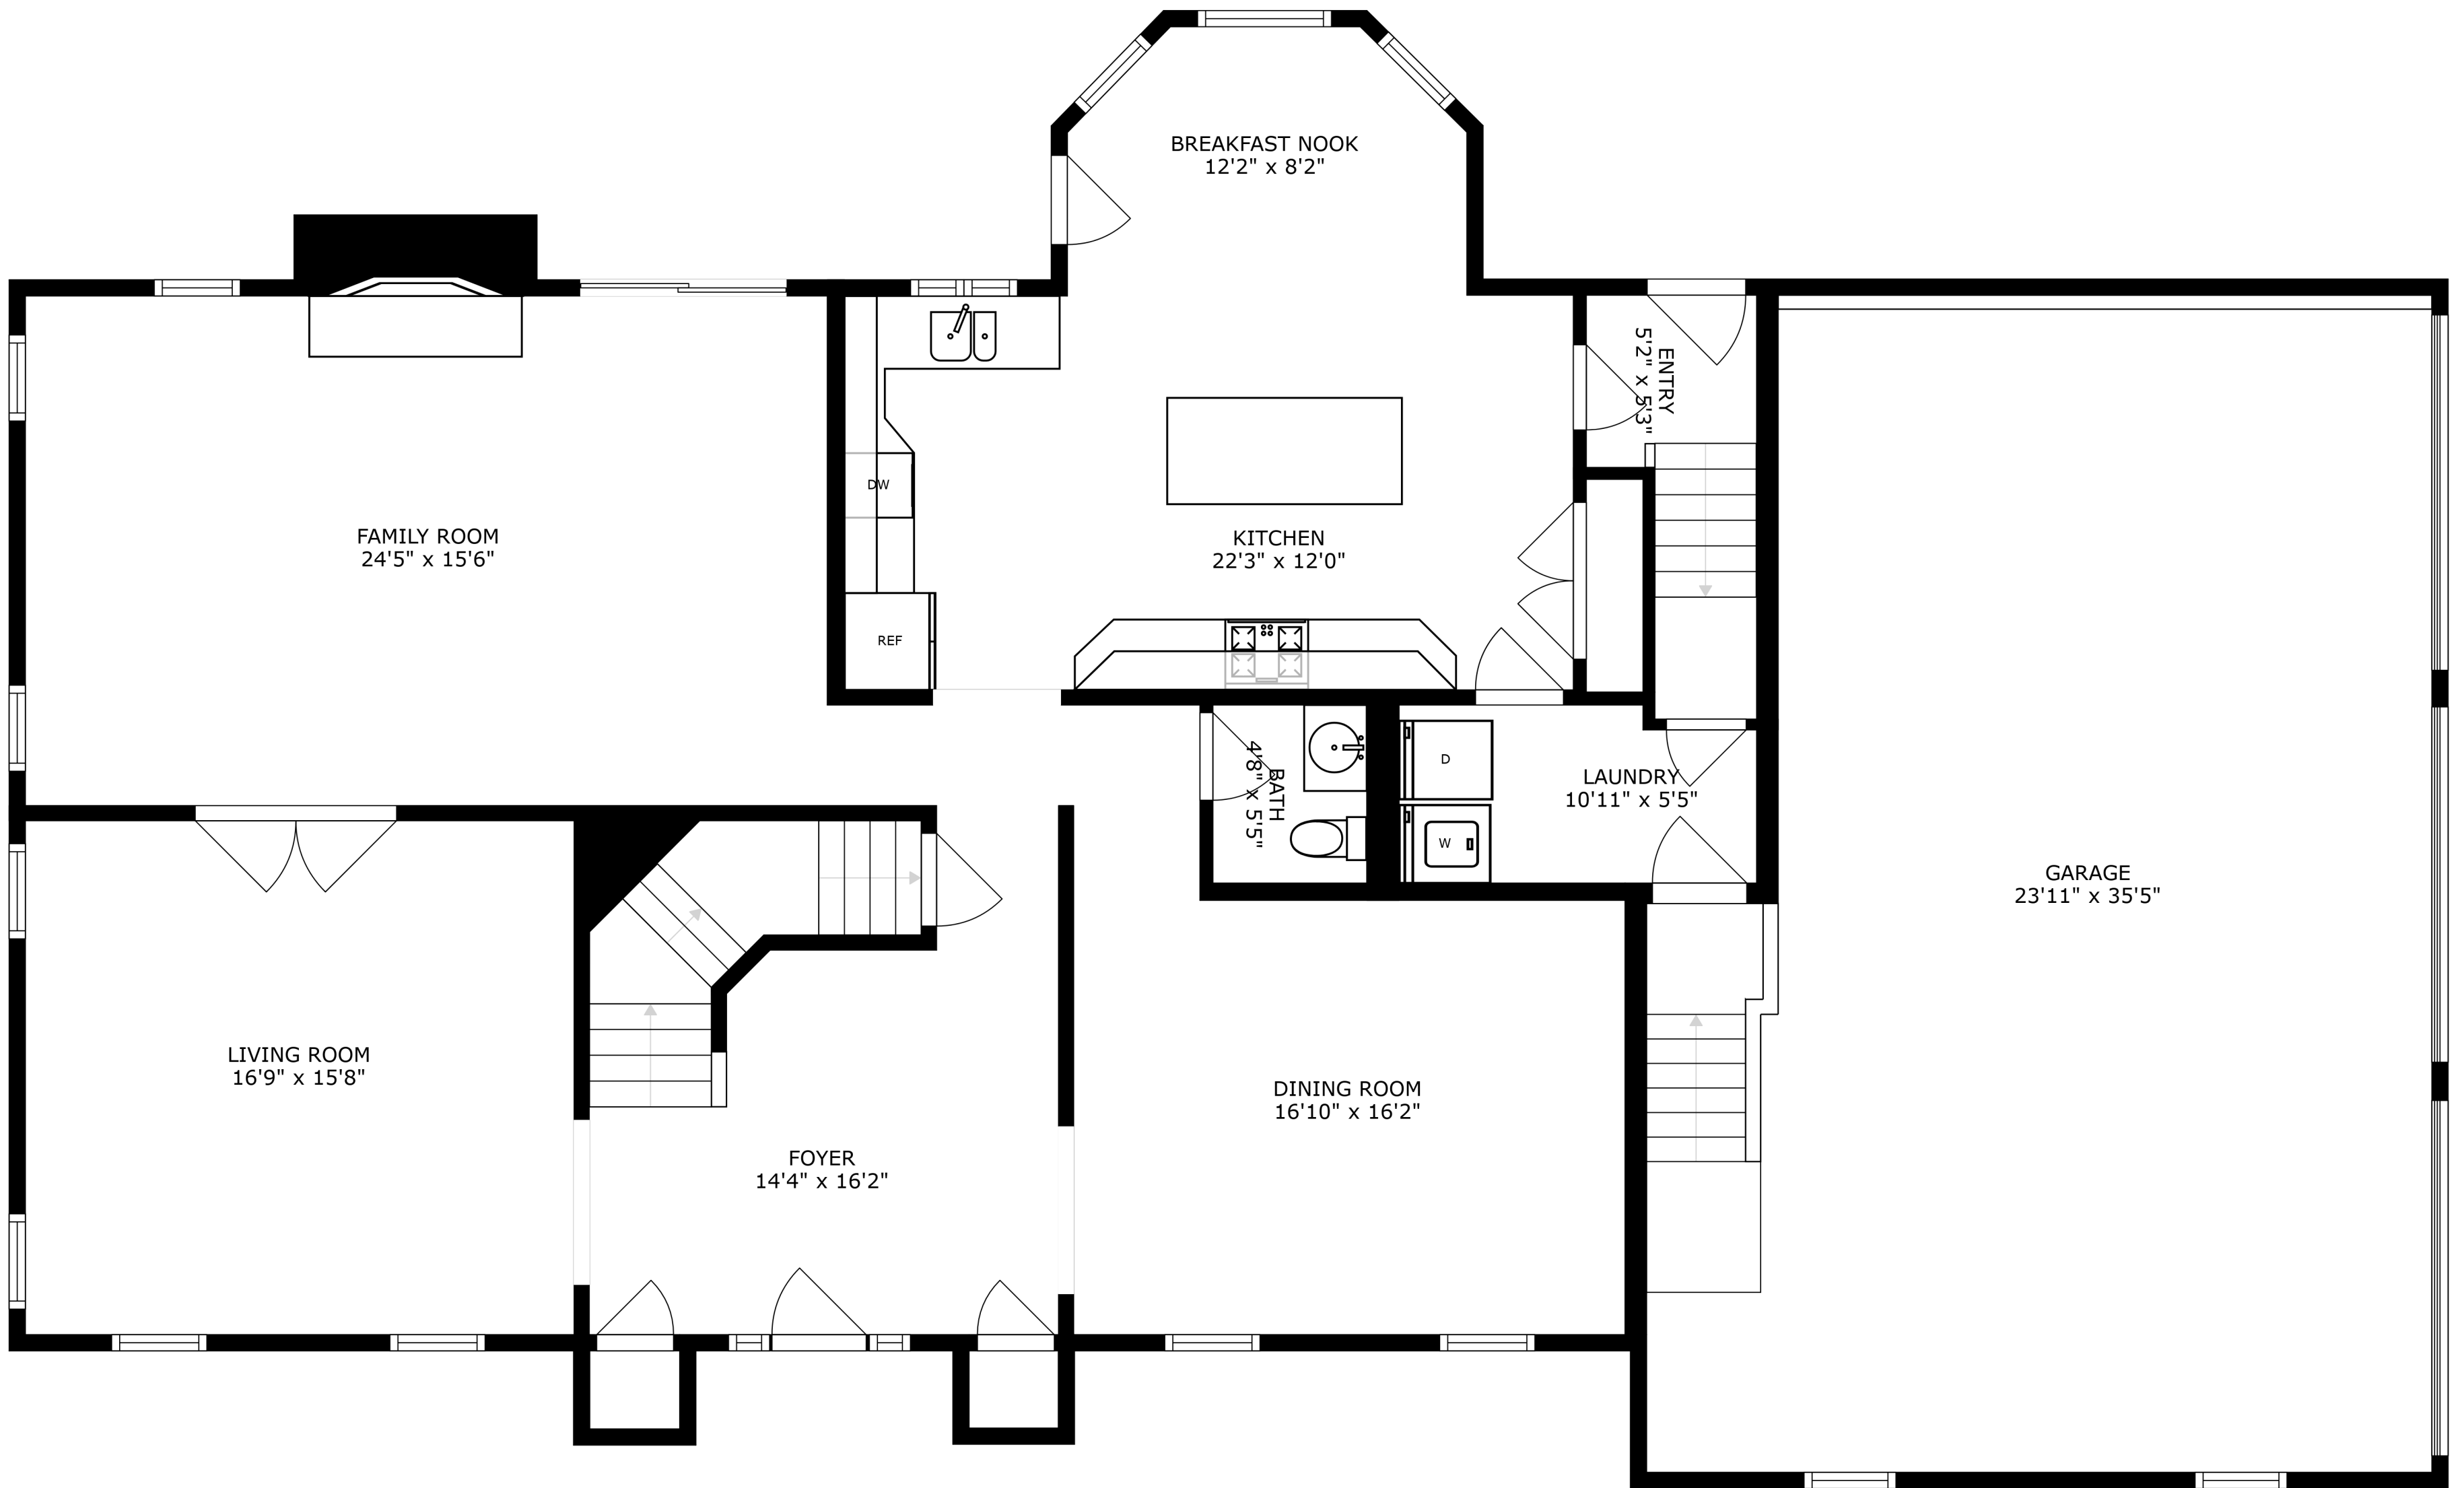 BREAKFAST NOOK
12'2" x 8'2"
ENTRY
5'2" x 5'3"
FAMILY ROOM
24'5" x 15'6"
DW
KITCHEN
22'3" x 12'0"
REF
BATH
4'8" x 5'5"
D
LAUNDRY
10'11" x 5'5"
W
GARAGE
23'11" x 35'5"
LIVING ROOM
16'9" x 15'8"
DINING ROOM
16'10" x 16'2"
FOYER
14'4" x 16'2"